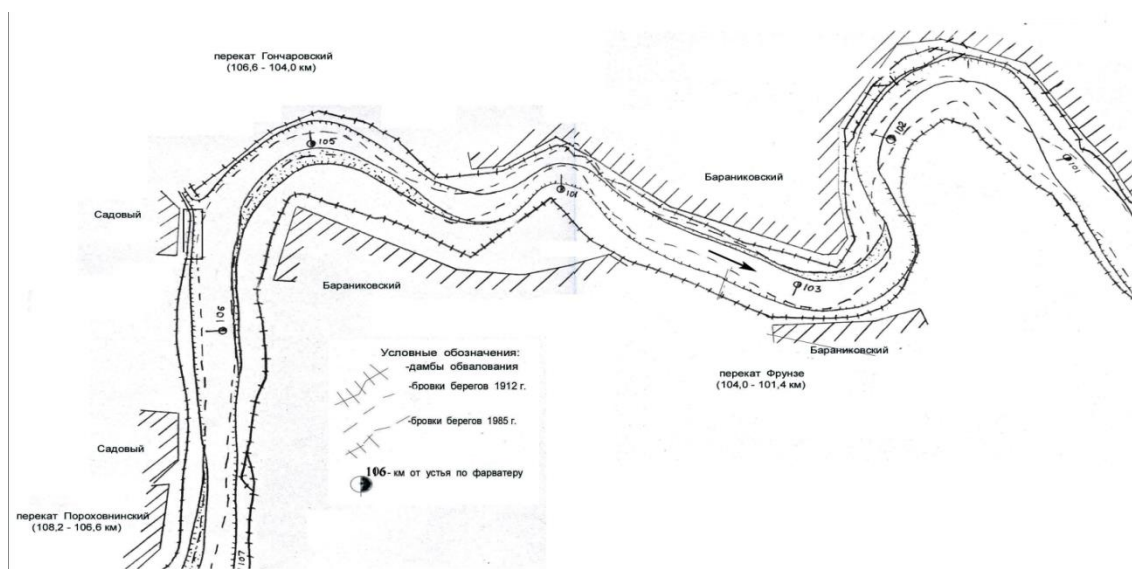 перекат Гончаровский
(106,6 - 104,0 км)
105
102
101
Бараниковский
101
Садовый
Бараниковский
103
106
Бараниковский
перекат Фрунзе
(104,0 - 101,4 км)
Условные обозначения:
-дамбы обвалования
-бровки берегов 1912 г.
-бровки берегов 1985 г.
106- км от устья по фарватеру
Садовый
перекат Пороховнинский
(108,2 - 106,6 км)
107